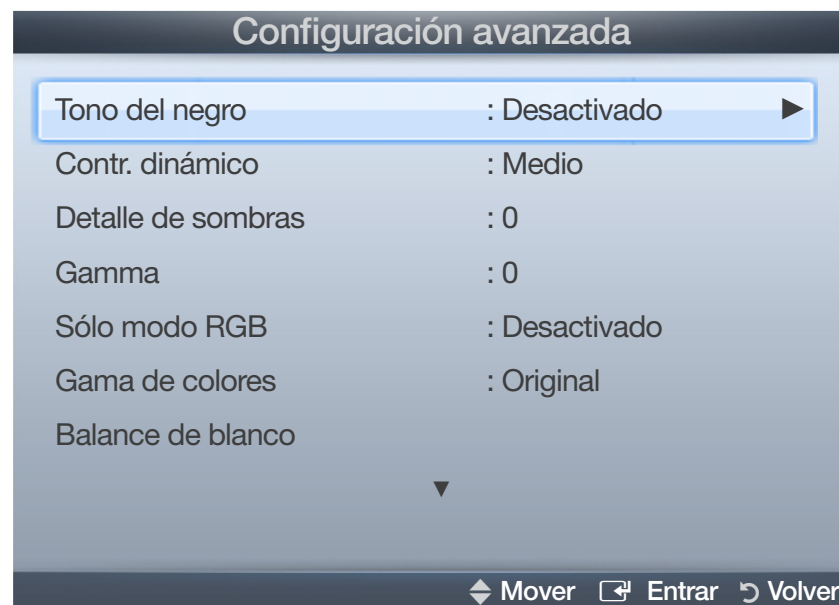 Configuración avanzada
Tono del negro : Desactivado ►
Contr. dinámico : Medio
Detalle de sombras : 0
Gamma : 0
Sólo modo RGB : Desactivado
Gama de colores : Original
Balance de blanco
▼
Mover Entrar Volver